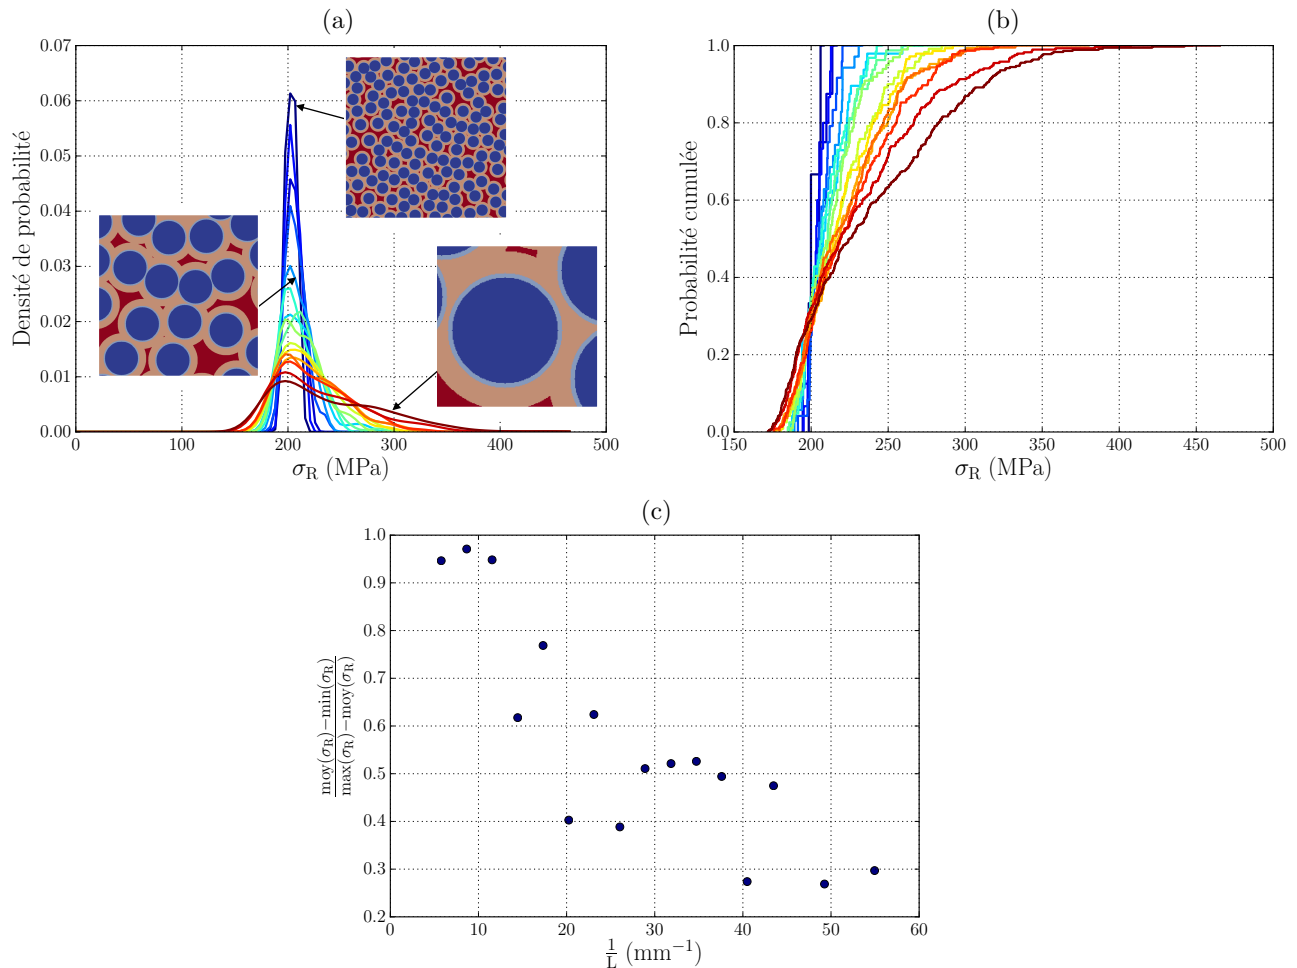 (a)
0.07
0.06
0.05
0.04
0.03
0.02
0.01
0.00
Densité de probabilité
0 100 200 300 400 500
σR (MPa)
(b)
1.0
0.8
0.6
0.4
0.2
0.0
Probabilité cumulée
150 200 250 300 350 400 450 500
σR (MPa)
(c)
1.0
0.9
0.8
0.7
0.6
0.5
0.4
0.3
0.2
moy(σR)−min(σR)
max(σR)−moy(σR)
0 10 20 30 40 50 60
1/L (mm⁻¹)